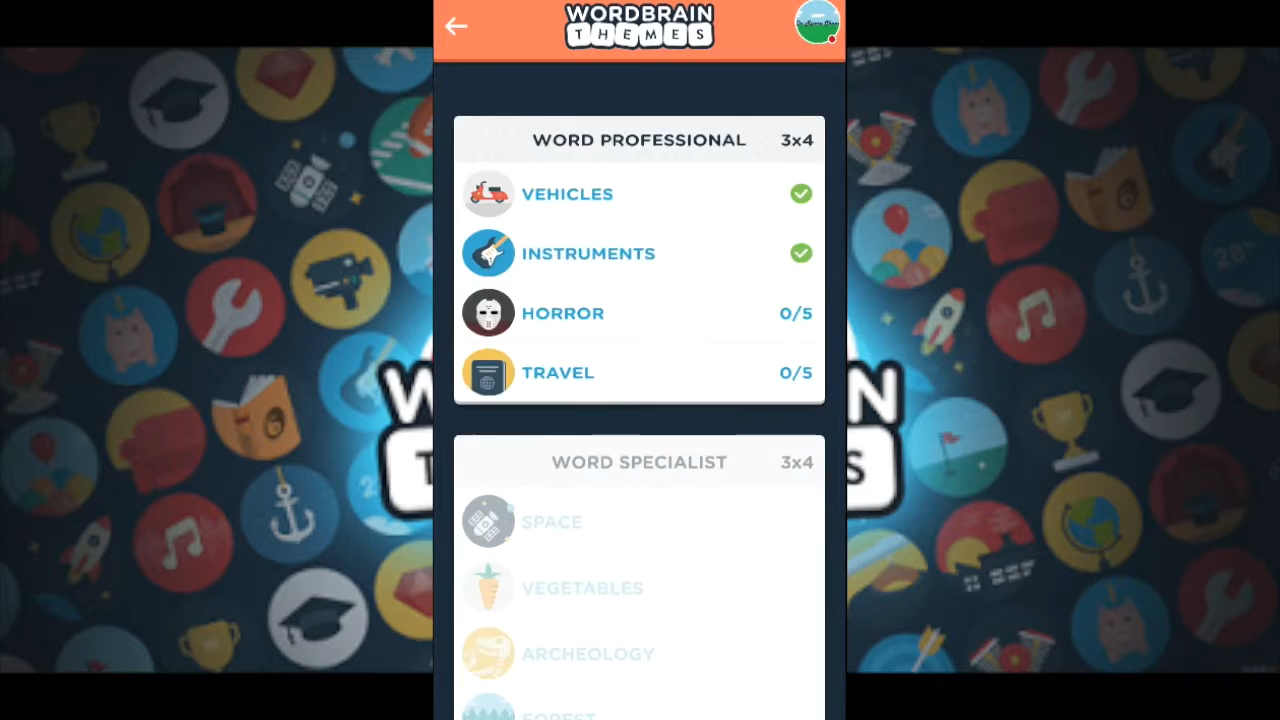 WORDBRAIN
THEMES
WORD PROFESSIONAL 3x4
VEHICLES
INSTRUMENTS
HORROR 0/5
TRAVEL 0/5
WORD SPECIALIST 3x4
SPACE
VEGETABLES
ARCHEOLOGY
FOREST